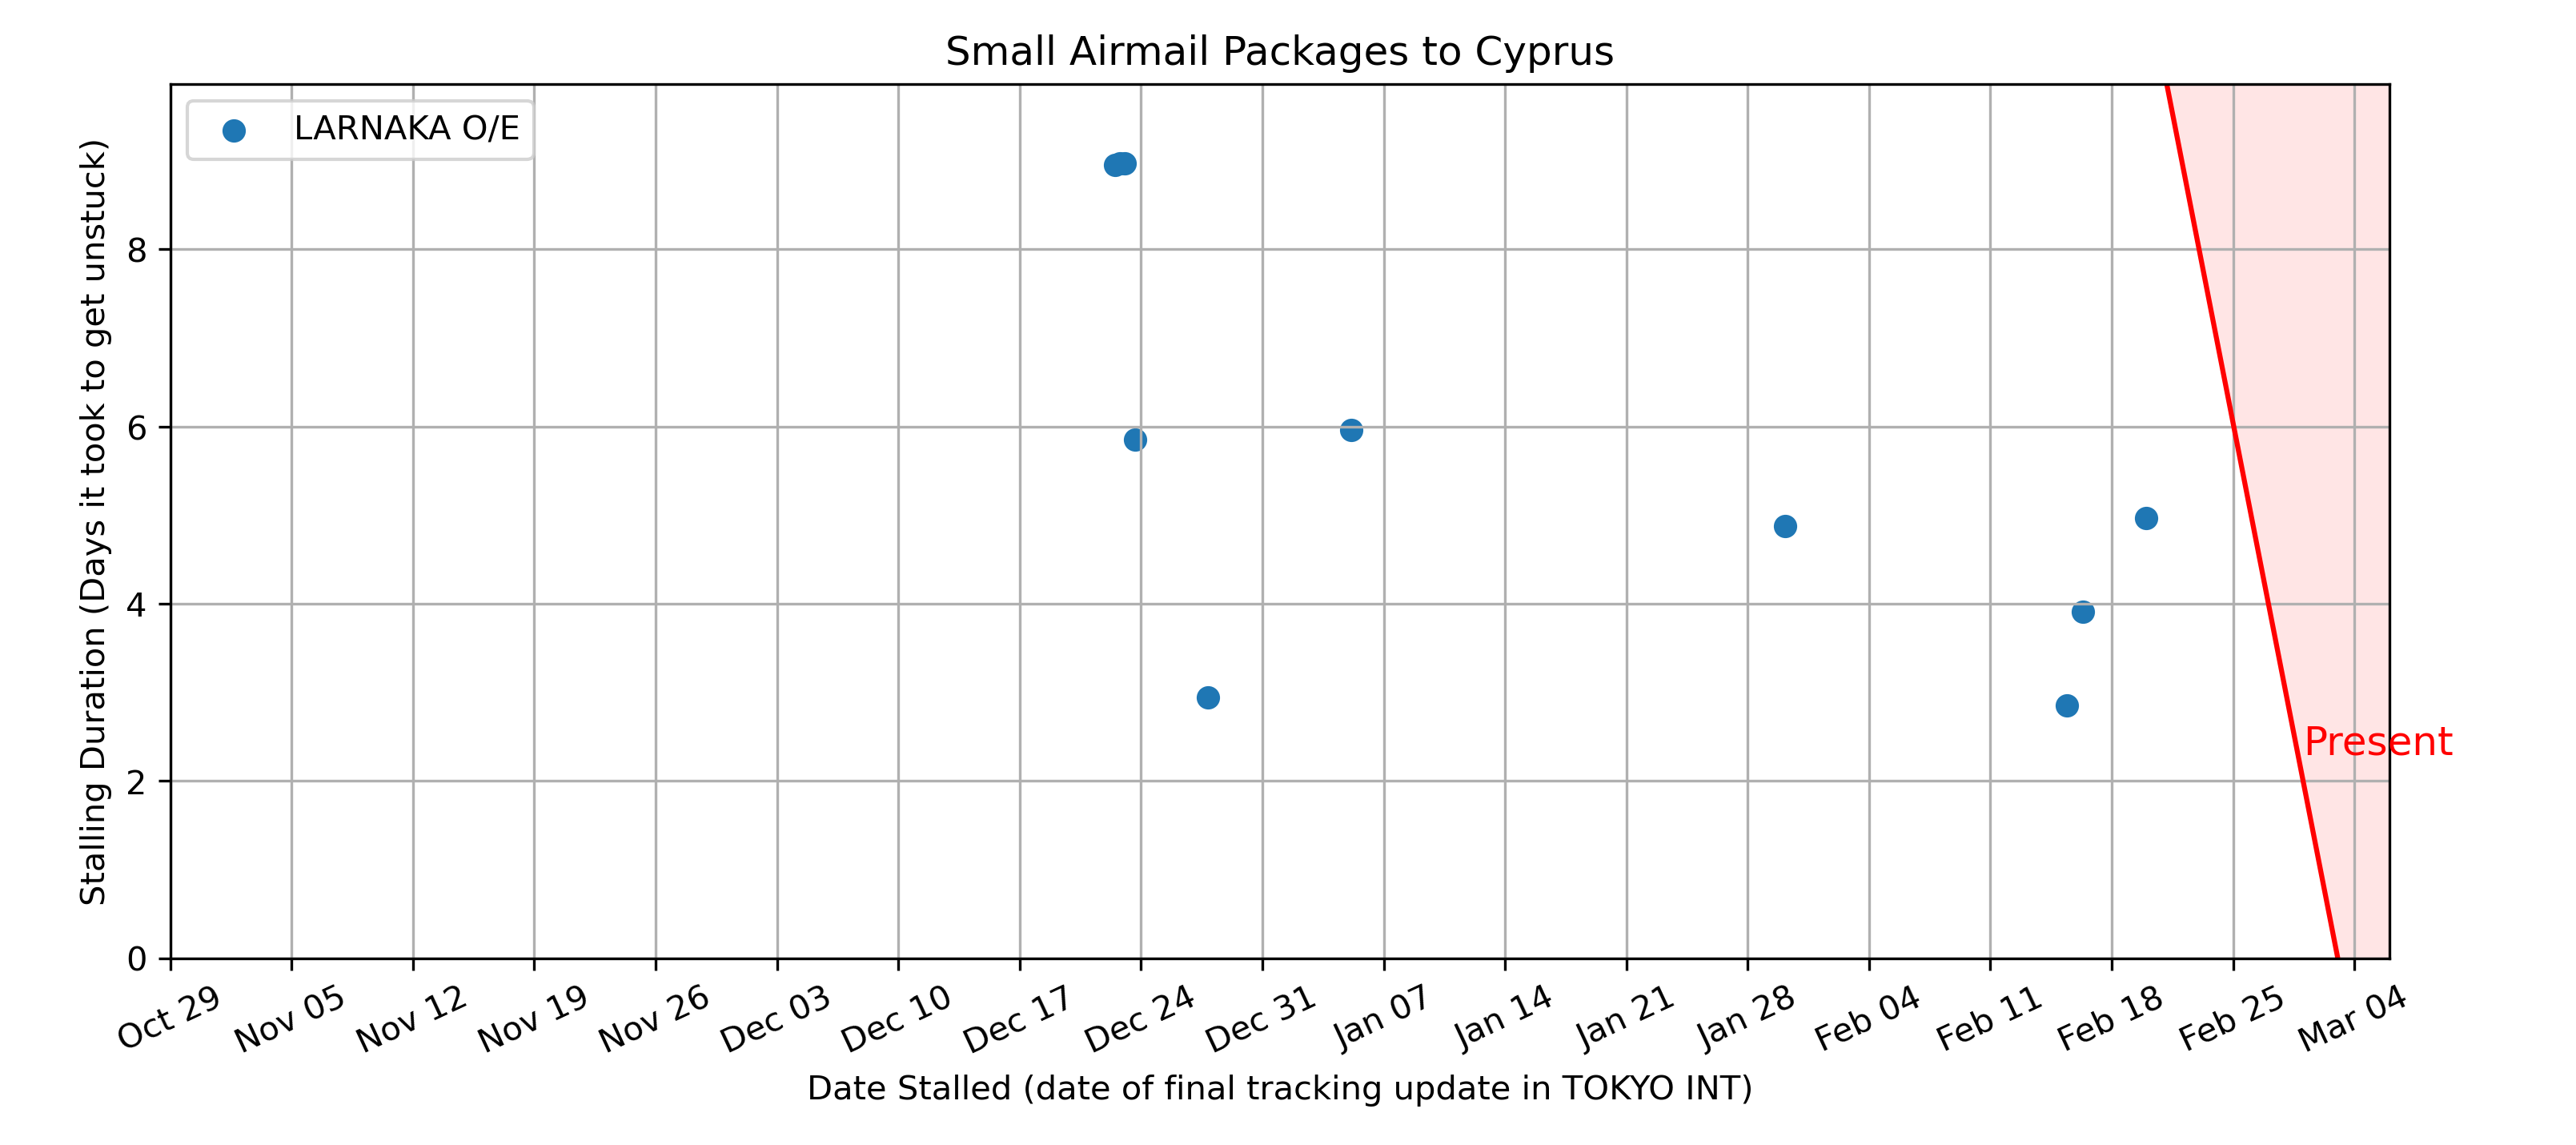 Small Airmail Packages to Cyprus
LARNAKA O/E
Stalling Duration (Days it took to get unstuck)
8
6
4
2
0
Present
Oct 29 Nov 05 Nov 12 Nov 19 Nov 26 Dec 03 Dec 10 Dec 17 Dec 24 Dec 31 Jan 07 Jan 14 Jan 21 Jan 28 Feb 04 Feb 11 Feb 18 Feb 25 Mar 04
Date Stalled (date of final tracking update in TOKYO INT)